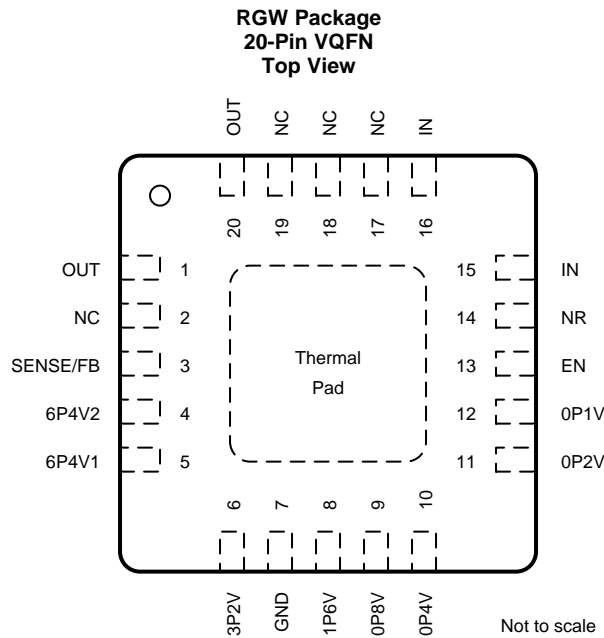 RGW Package
20-Pin VQFN
Top View
OUT NC NC NC IN
20 19 18 17 16
OUT 1
NC 2
SENSE/FB 3
6P4V2 4
6P4V1 5
Thermal
Pad
15 IN
14 NR
13 EN
12 0P1V
11 0P2V
6 7 8 9 10
3P2V GND 1P6V 0P8V 0P4V
Not to scale